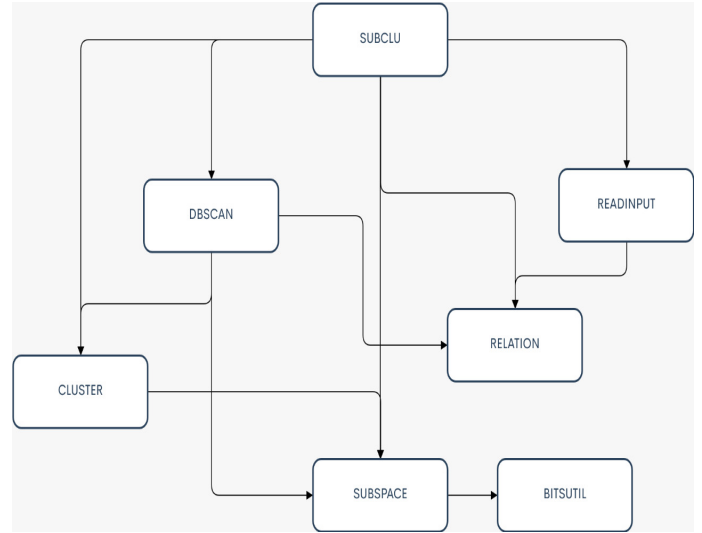 SUBCLU
DBSCAN
READINPUT
RELATION
CLUSTER
SUBSPACE
BITSUTIL